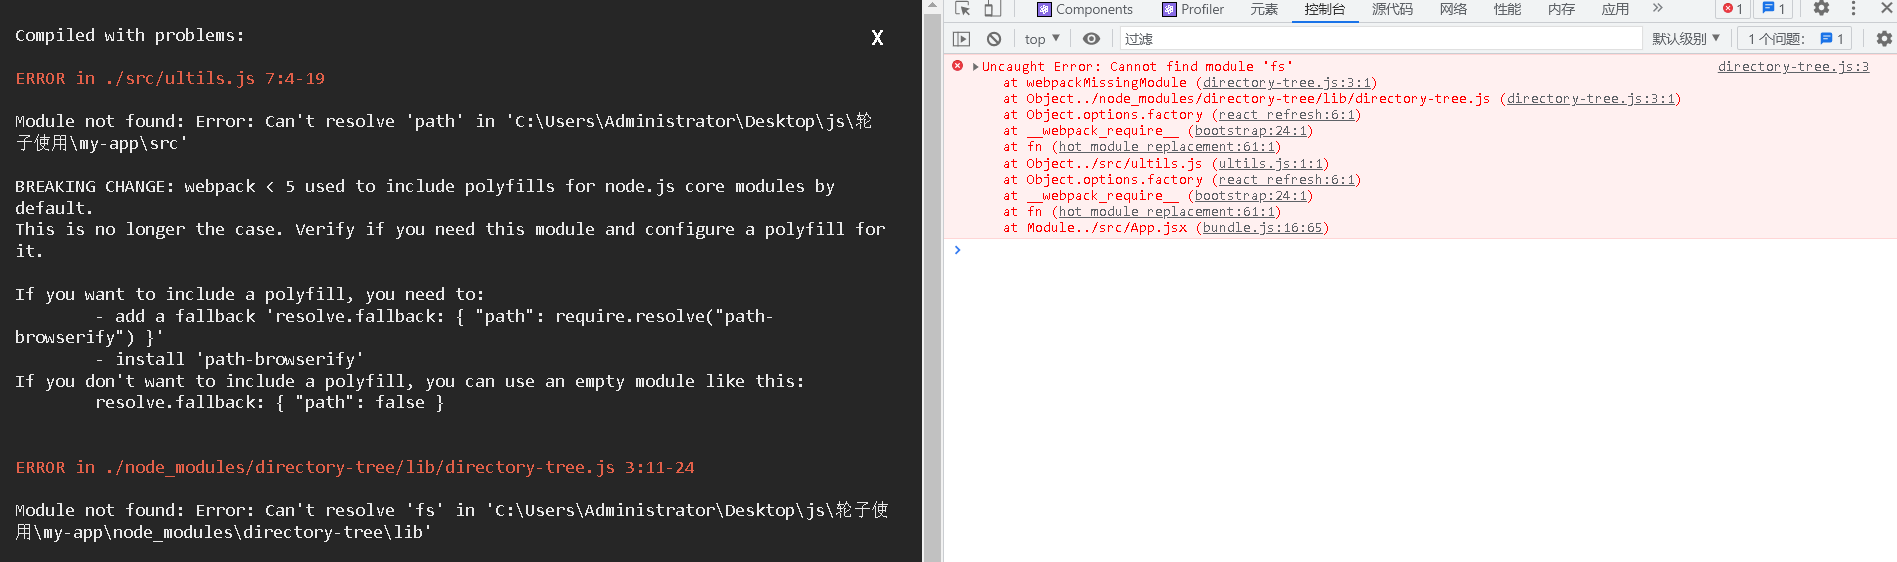 Compiled with problems:
X
ERROR in ./src/ultils.js 7:4-19
Module not found: Error: Can't resolve 'path' in 'C:\Users\Administrator\Desktop\js\轮
子使用\my-app\src'
BREAKING CHANGE: webpack < 5 used to include polyfills for node.js core modules by
default.
This is no longer the case. Verify if you need this module and configure a polyfill for
it.
If you want to include a polyfill, you need to:
- add a fallback 'resolve.fallback: { "path": require.resolve("path-
browserify") }'
- install 'path-browserify'
If you don't want to include a polyfill, you can use an empty module like this:
resolve.fallback: { "path": false }
ERROR in ./node_modules/directory-tree/lib/directory-tree.js 3:11-24
Module not found: Error: Can't resolve 'fs' in 'C:\Users\Administrator\Desktop\js\轮子使
用\my-app\node_modules\directory-tree\lib'
Components Profiler 元素 控制台 源代码 网络 性能 内存 应用 » 1 1
top 过滤 默认级别 1 个问题: 1
Uncaught Error: Cannot find module 'fs' directory-tree.js:3
at webpackMissingModule (directory-tree.js:3:1)
at Object../node_modules/directory-tree/lib/directory-tree.js (directory-tree.js:3:1)
at Object.options.factory (react refresh:6:1)
at __webpack_require__ (bootstrap:24:1)
at fn (hot module replacement:61:1)
at Object../src/ultils.js (ultils.js:1:1)
at Object.options.factory (react refresh:6:1)
at __webpack_require__ (bootstrap:24:1)
at fn (hot module replacement:61:1)
at Module../src/App.jsx (bundle.js:16:65)